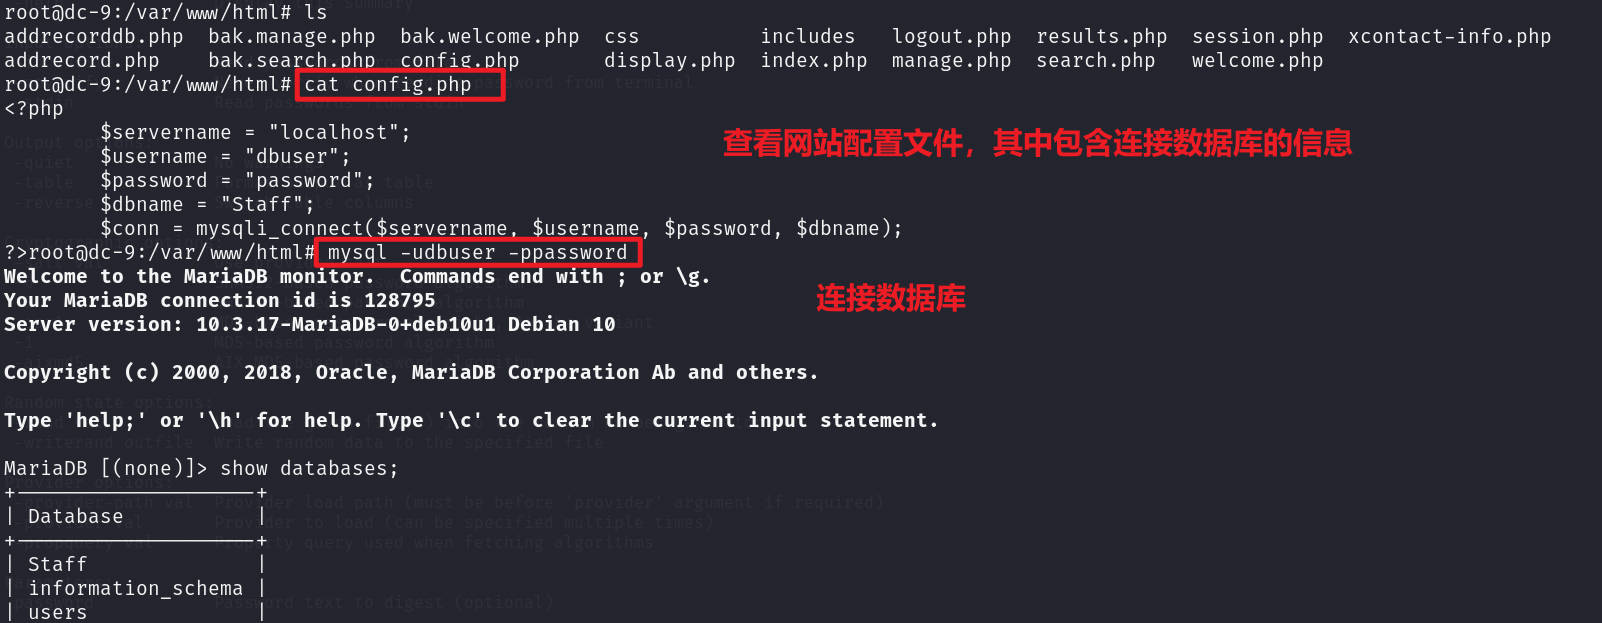 root@dc-9:/var/www/html# ls
addrecorddb.php  bak.manage.php  bak.welcome.php  css          includes   logout.php  results.php  session.php  xcontact-info.php
addrecord.php    bak.search.php  config.php       display.php  index.php  manage.php  search.php   welcome.php
root@dc-9:/var/www/html# cat config.php
<?php
        $servername = "localhost";
        $username = "dbuser";
        $password = "password";
        $dbname = "Staff";
        $conn = mysqli_connect($servername, $username, $password, $dbname);
查看网站配置文件，其中包含连接数据库的信息
?>root@dc-9:/var/www/html# mysql -udbuser -ppassword
连接数据库
Welcome to the MariaDB monitor.  Commands end with ; or \g.
Your MariaDB connection id is 128795
Server version: 10.3.17-MariaDB-0+deb10u1 Debian 10
Copyright (c) 2000, 2018, Oracle, MariaDB Corporation Ab and others.
Type 'help;' or '\h' for help. Type '\c' to clear the current input statement.
MariaDB [(none)]> show databases;
+--------------------+
| Database           |
+--------------------+
| Staff              |
| information_schema |
| users              |